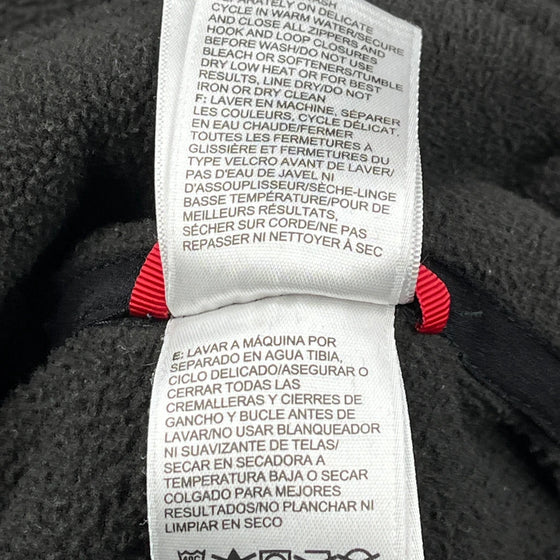 SEPARATELY ON DELICATE
CYCLE IN WARM WATER/SECURE
AND CLOSE ALL ZIPPERS AND
HOOK AND LOOP CLOSURES
BEFORE WASH/DO NOT USE
BLEACH OR SOFTENERS/TUMBLE
DRY LOW HEAT OR FOR BEST
RESULTS, LINE DRY/DO NOT
IRON OR DRY CLEAN
F: LAVER EN MACHINE, SÉPARER
LES COULEURS, CYCLE DÉLICAT,
EN EAU CHAUDE/FERMER
TOUTES LES FERMETURES À
GLISSIÈRE ET FERMETURES DU
TYPE VELCRO AVANT DE LAVER/
PAS D'EAU DE JAVEL NI
D'ASSOUPLISSEUR/SÈCHE-LINGE
BASSE TEMPÉRATURE/POUR DE
MEILLEURS RÉSULTATS,
SÉCHER SUR CORDE/NE PAS
REPASSER NI NETTOYER À SEC
E: LAVAR A MÁQUINA POR
SEPARADO EN AGUA TIBIA,
CICLO DELICADO/ASEGURAR O
CERRAR TODAS LAS
CREMALLERAS Y CIERRES DE
GANCHO Y BUCLE ANTES DE
LAVAR/NO USAR BLANQUEADOR
NI SUAVIZANTE DE TELAS/
SECAR EN SECADORA A
TEMPERATURA BAJA O SECAR
COLGADO PARA MEJORES
RESULTADOS/NO PLANCHAR NI
LIMPIAR EN SECO